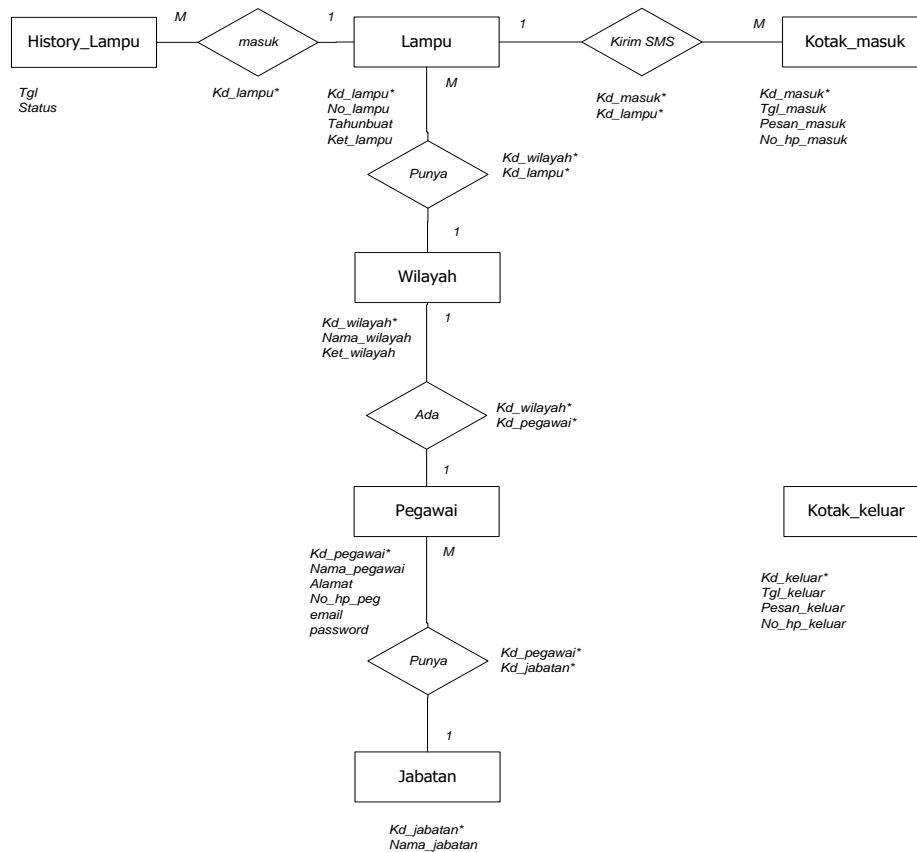 M
1
1
M
History_Lampu
masuk
Lampu
Kirim SMS
Kotak_masuk
M
Tgl
Status
Kd_lampu*
Kd_lampu*
No_lampu
Tahunbuat
Ket_lampu
Kd_masuk*
Kd_lampu*
Kd_masuk*
Tgl_masuk
Pesan_masuk
No_hp_masuk
Punya
Kd_wilayah*
Kd_lampu*
1
Wilayah
Kd_wilayah*
Nama_wilayah
Ket_wilayah
1
Ada
Kd_wilayah*
Kd_pegawai*
1
Pegawai
Kotak_keluar
Kd_pegawai*
Nama_pegawai
Alamat
No_hp_peg
email
password
M
Kd_keluar*
Tgl_keluar
Pesan_keluar
No_hp_keluar
Punya
Kd_pegawai*
Kd_jabatan*
1
Jabatan
Kd_jabatan*
Nama_jabatan